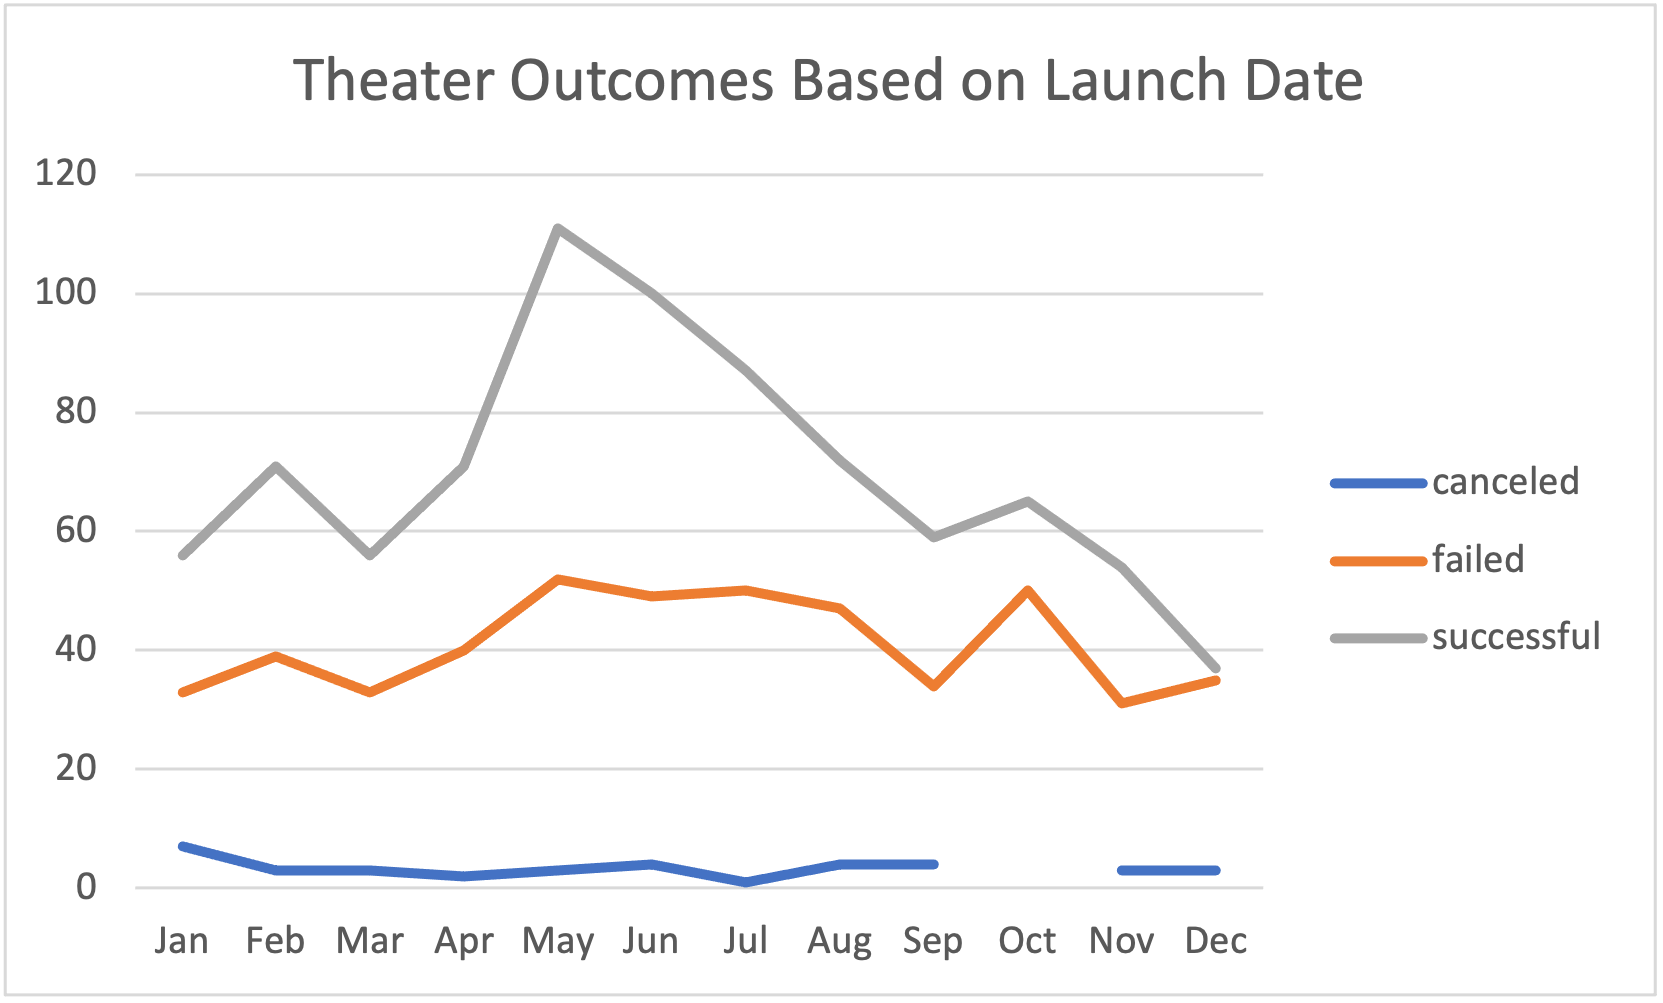 Theater Outcomes Based on Launch Date
120
100
80
60
40
20
0
Jan Feb Mar Apr May Jun Jul Aug Sep Oct Nov Dec
canceled
failed
successful